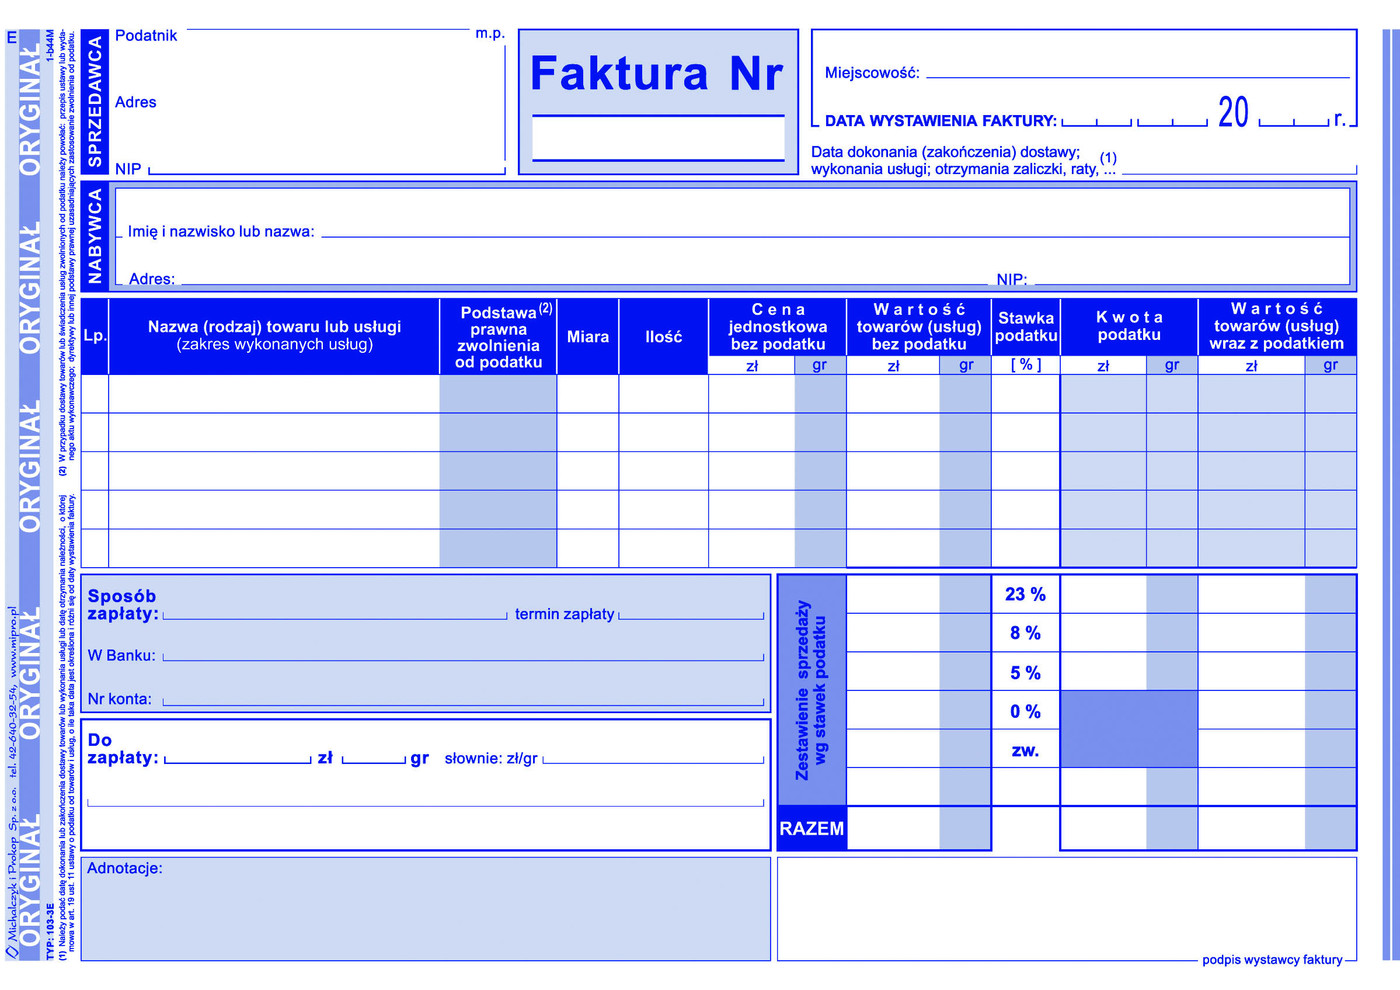 E
ORYGINAŁ ORYGINAŁ ORYGINAŁ ORYGINAŁ ORYGINAŁ
Michalczyk i Prokop Sp. z o.o. tel. 42-640-32-54, www.mipro.pl
TYP: 103-3E
1-b44M
(1) Należy podać datę dokonania lub zakończenia dostawy towarów lub wykonania usługi lub datę otrzymania należności, o której
mowa w art. 19 ust. 11 ustawy o podatku od towarów i usług, o ile taka data jest określona i różni się od daty wystawienia faktury.
(2) W przypadku dostawy towarów lub świadczenia usług zwolnionych od podatku należy powołać: przepis ustawy lub wyda-
nego aktu wykonawczego; dyrektywy lub innej podstawy prawnej uzasadniających zastosowanie zwolnienia od podatku.
SPRZEDAWCA
Podatnik m.p.
Adres
NIP
Faktura Nr
Miejscowość:
DATA WYSTAWIENIA FAKTURY: 20 r.
Data dokonania (zakończenia) dostawy;
wykonania usługi; otrzymania zaliczki, raty, ... (1)
NABYWCA
Imię i nazwisko lub nazwa:
Adres: NIP:
Lp.
Nazwa (rodzaj) towaru lub usługi
(zakres wykonanych usług)
Podstawa (2)
prawna
zwolnienia
od podatku
Miara
Ilość
Cena
jednostkowa
bez podatku
zł gr
Wartość
towarów (usług)
bez podatku
zł gr
Stawka
podatku
[ % ]
Kwota
podatku
zł gr
Wartość
towarów (usług)
wraz z podatkiem
zł gr
Sposób
zapłaty: termin zapłaty
W Banku:
Nr konta:
Do
zapłaty: zł gr słownie: zł/gr
Zestawienie sprzedaży
wg stawek podatku
23 %
8 %
5 %
0 %
zw.
RAZEM
Adnotacje:
podpis wystawcy faktury